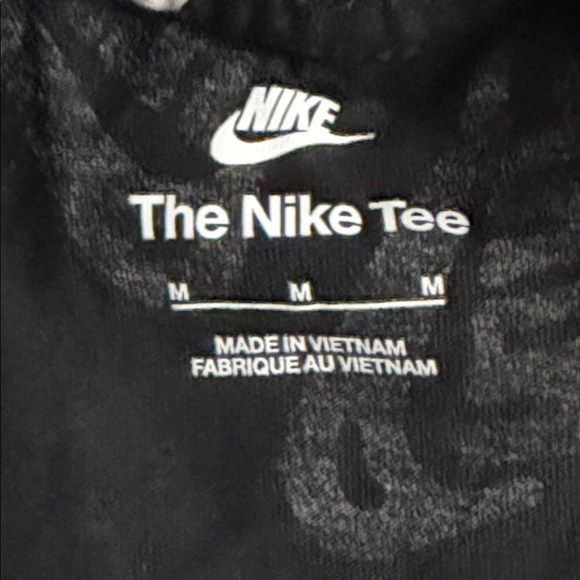 NIKE
The Nike Tee
M M M
MADE IN VIETNAM
FABRIQUE AU VIETNAM